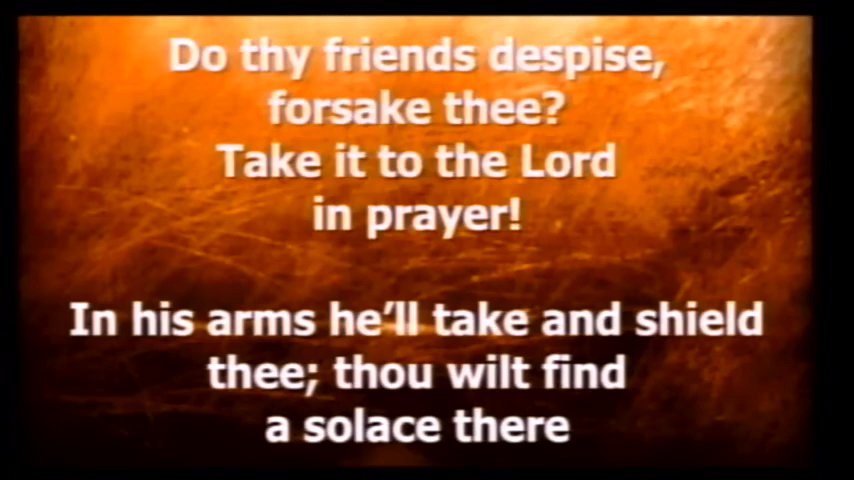 Do thy friends despise,
forsake thee?
Take it to the Lord
in prayer!
In his arms he'll take and shield
thee; thou wilt find
a solace there